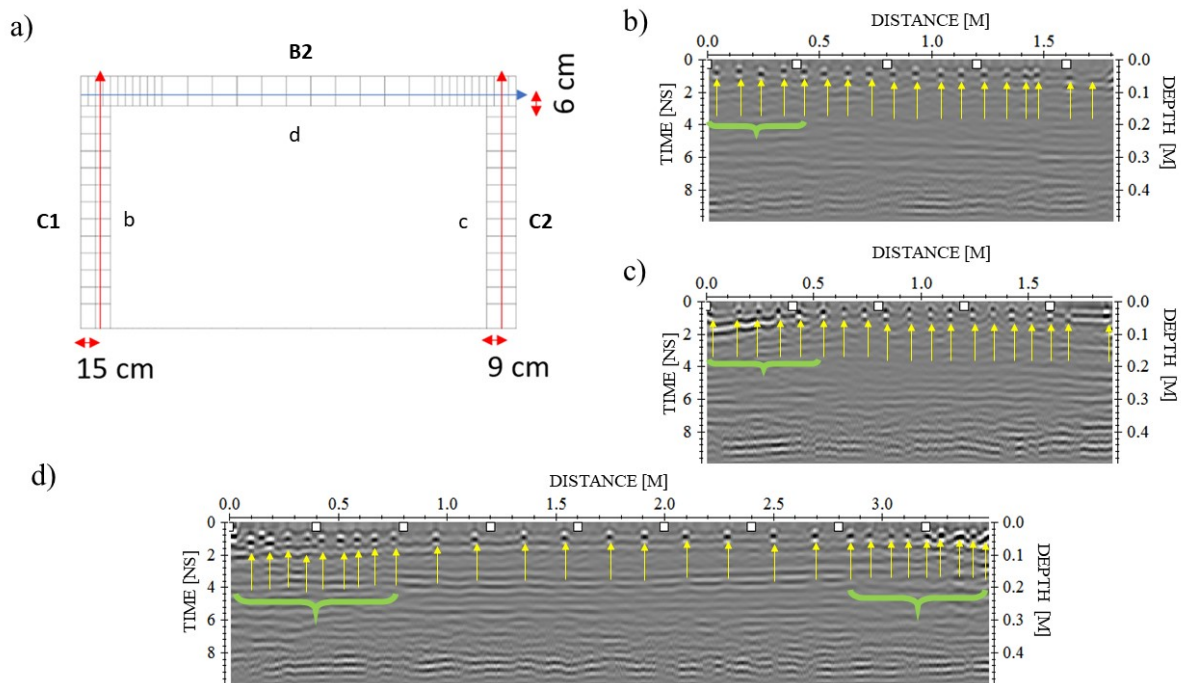 a)
B2
6 cm
d
C1
b
c
C2
15 cm
9 cm
b)
DISTANCE [M]
0.0 0.5 1.0 1.5
TIME [NS]
0
2
4
6
8
DEPTH [M]
0.0
0.1
0.2
0.3
0.4
c)
DISTANCE [M]
0.0 0.5 1.0 1.5
TIME [NS]
0
2
4
6
8
DEPTH [M]
0.0
0.1
0.2
0.3
0.4
d)
DISTANCE [M]
0.0 0.5 1.0 1.5 2.0 2.5 3.0
TIME [NS]
0
2
4
6
8
DEPTH [M]
0.0
0.1
0.2
0.3
0.4